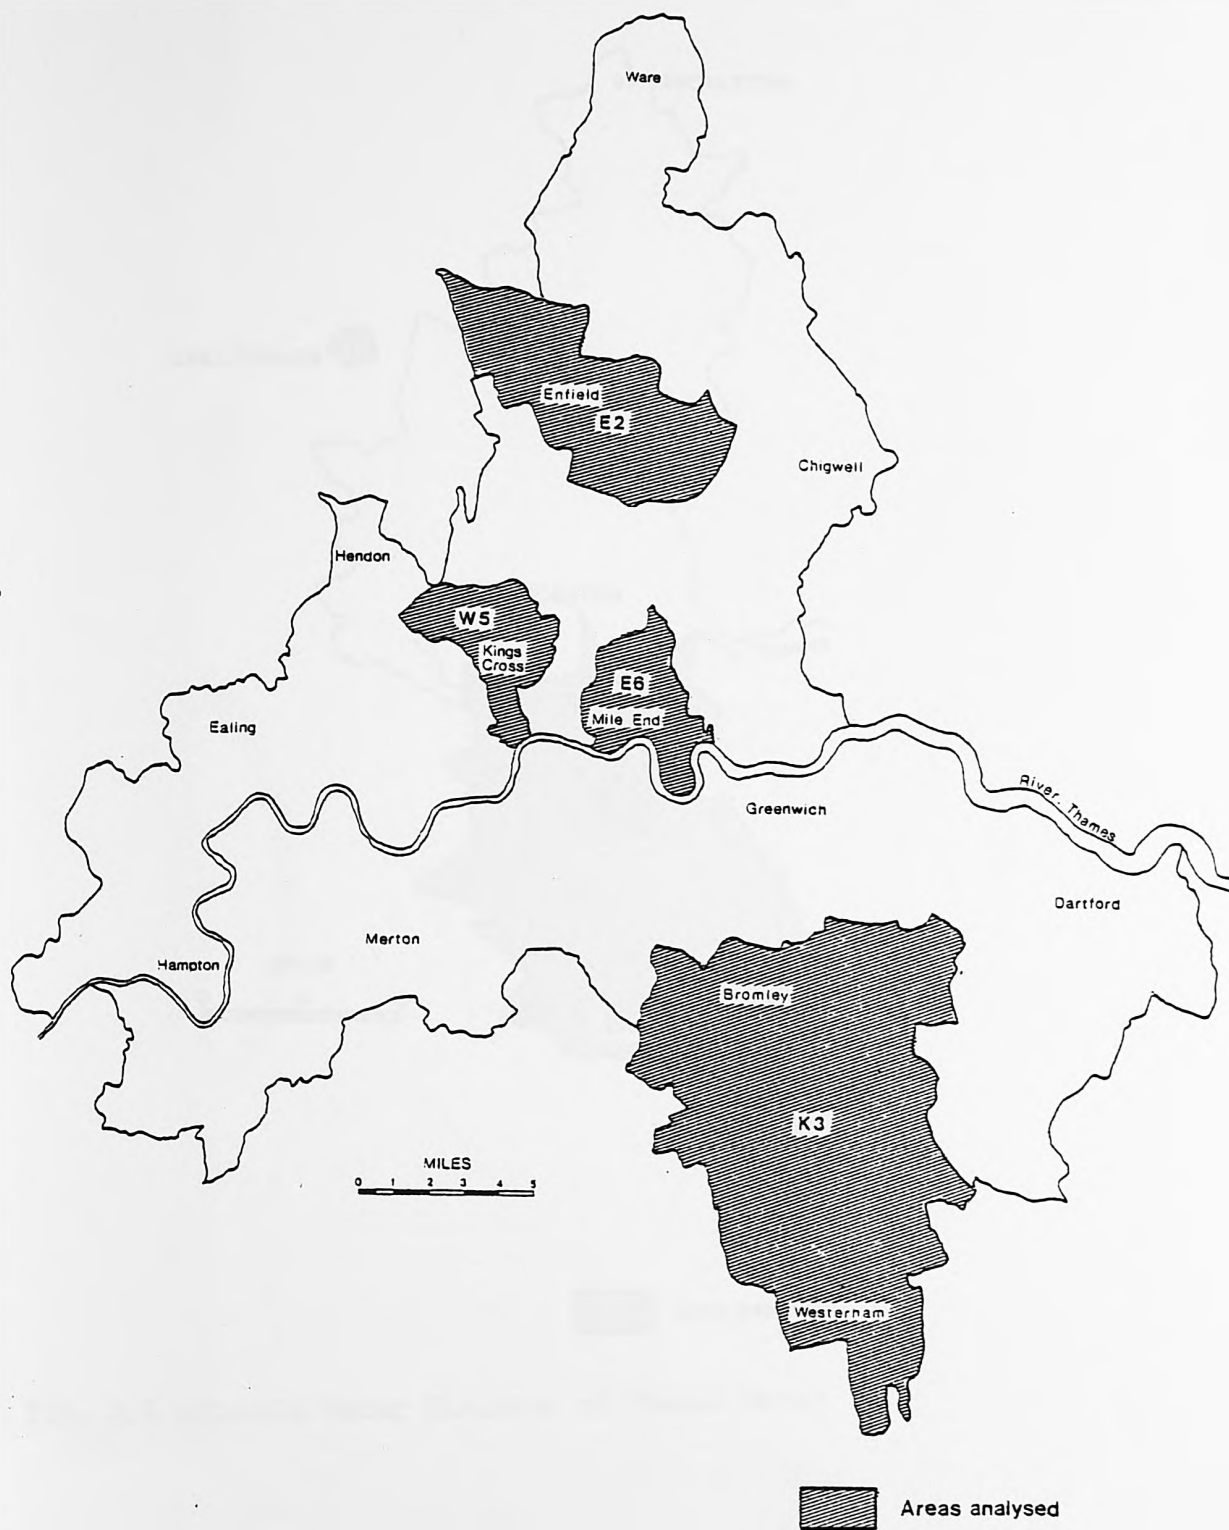 Ware
Enfield
E2
Chigwell
Hendon
W5
Kings
Cross
E6
Mile End
Ealing
River Thames
Greenwich
Dartford
Merton
Hampton
Bromley
K3
MILES
0 1 2 3 4 5
Westerham
Areas analysed